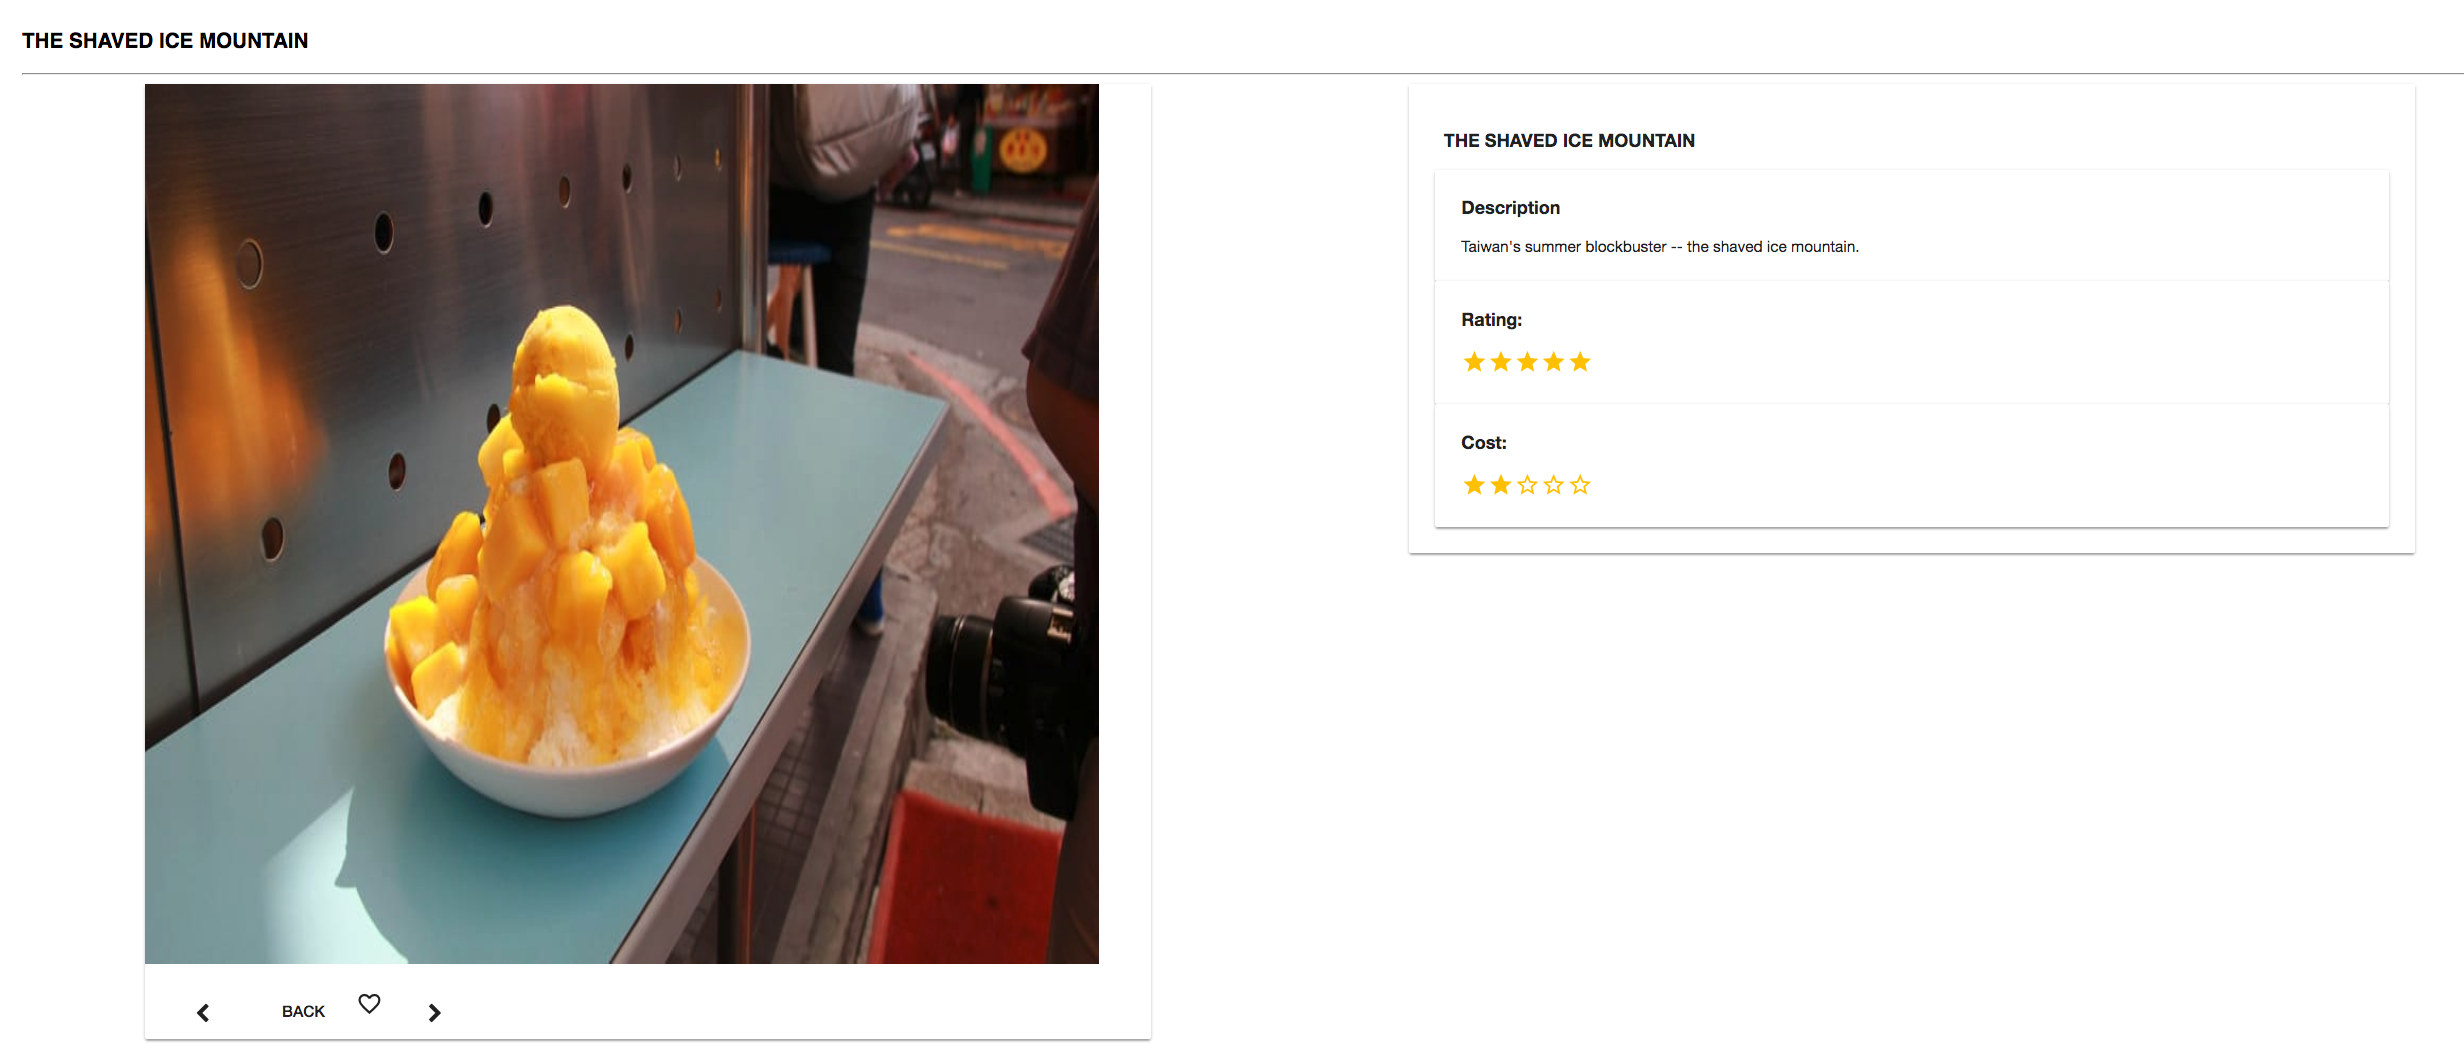 THE SHAVED ICE MOUNTAIN
THE SHAVED ICE MOUNTAIN
Description
Taiwan's summer blockbuster -- the shaved ice mountain.
Rating:
Cost:
BACK